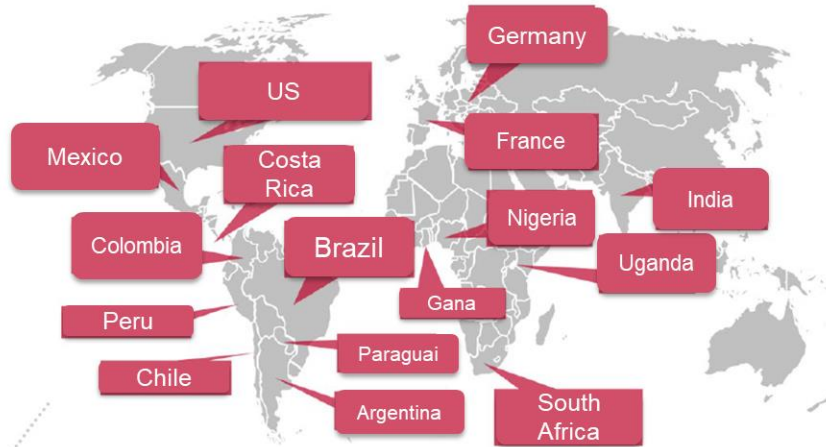 Germany
US
France
Mexico
Costa
Rica
India
Nigeria
Colombia
Brazil
Uganda
Gana
Peru
Paraguai
Chile
Argentina
South
Africa